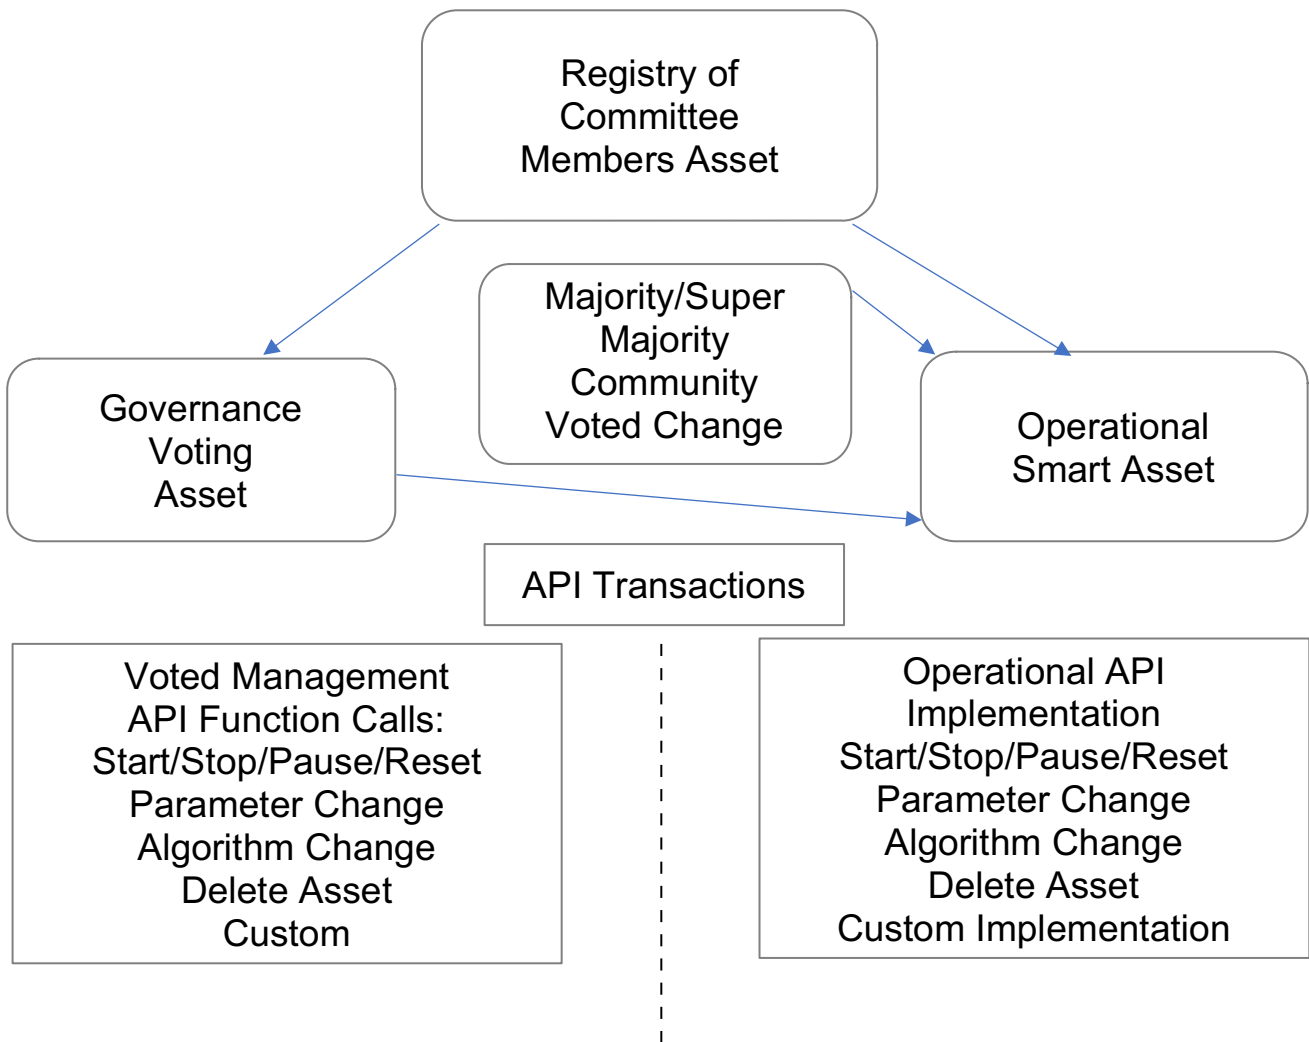 Registry of
Committee
Members Asset
Majority/Super
Majority
Community
Voted Change
Governance
Voting
Asset
Operational
Smart Asset
API Transactions
Voted Management
API Function Calls:
Start/Stop/Pause/Reset
Parameter Change
Algorithm Change
Delete Asset
Custom
Operational API
Implementation
Start/Stop/Pause/Reset
Parameter Change
Algorithm Change
Delete Asset
Custom Implementation